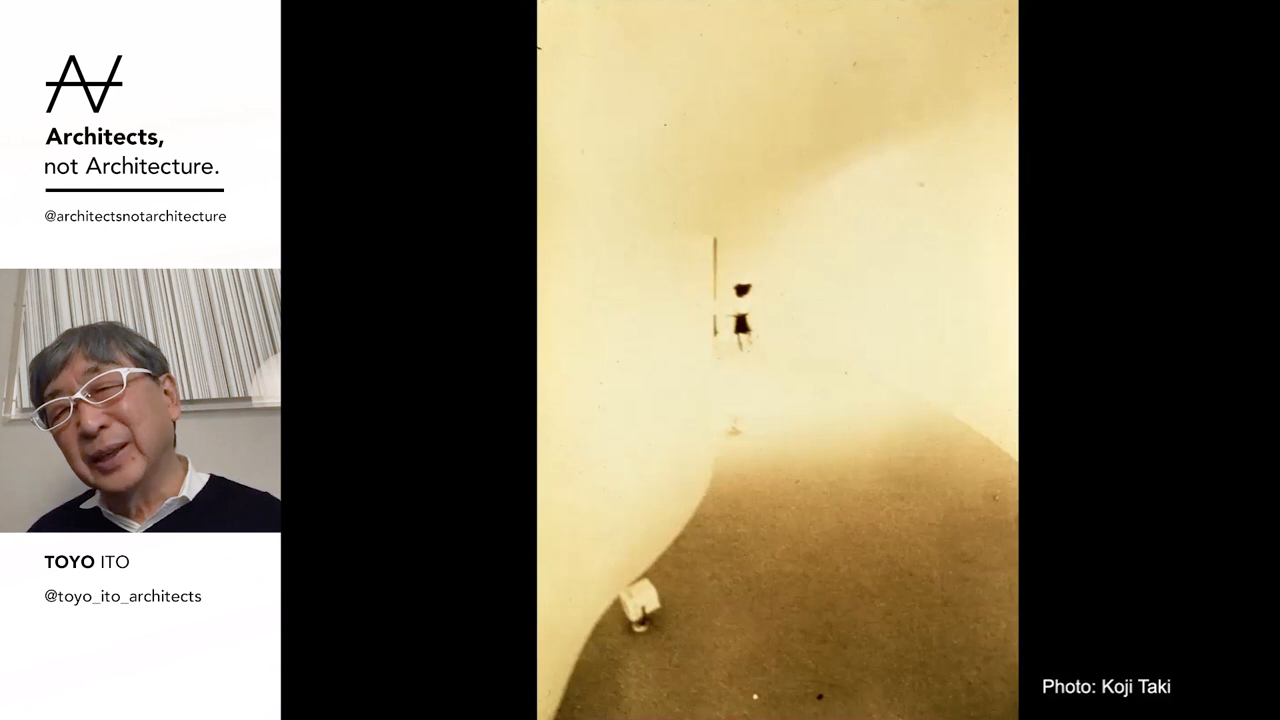 Architects,
not Architecture.
@architectsnotarchitecture
TOYO ITO
@toyo_ito_architects
Photo: Koji Taki